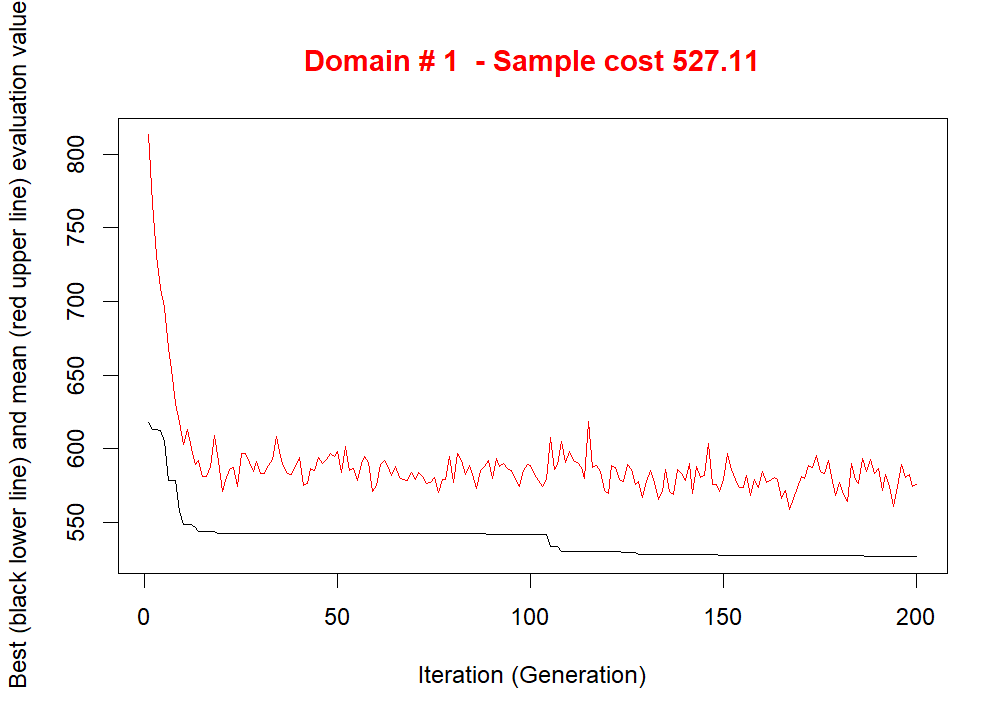 Domain # 1  - Sample cost 527.11
Best (black lower line) and mean (red upper line) evaluation value
800
750
700
650
600
550
0 50 100 150 200
Iteration (Generation)